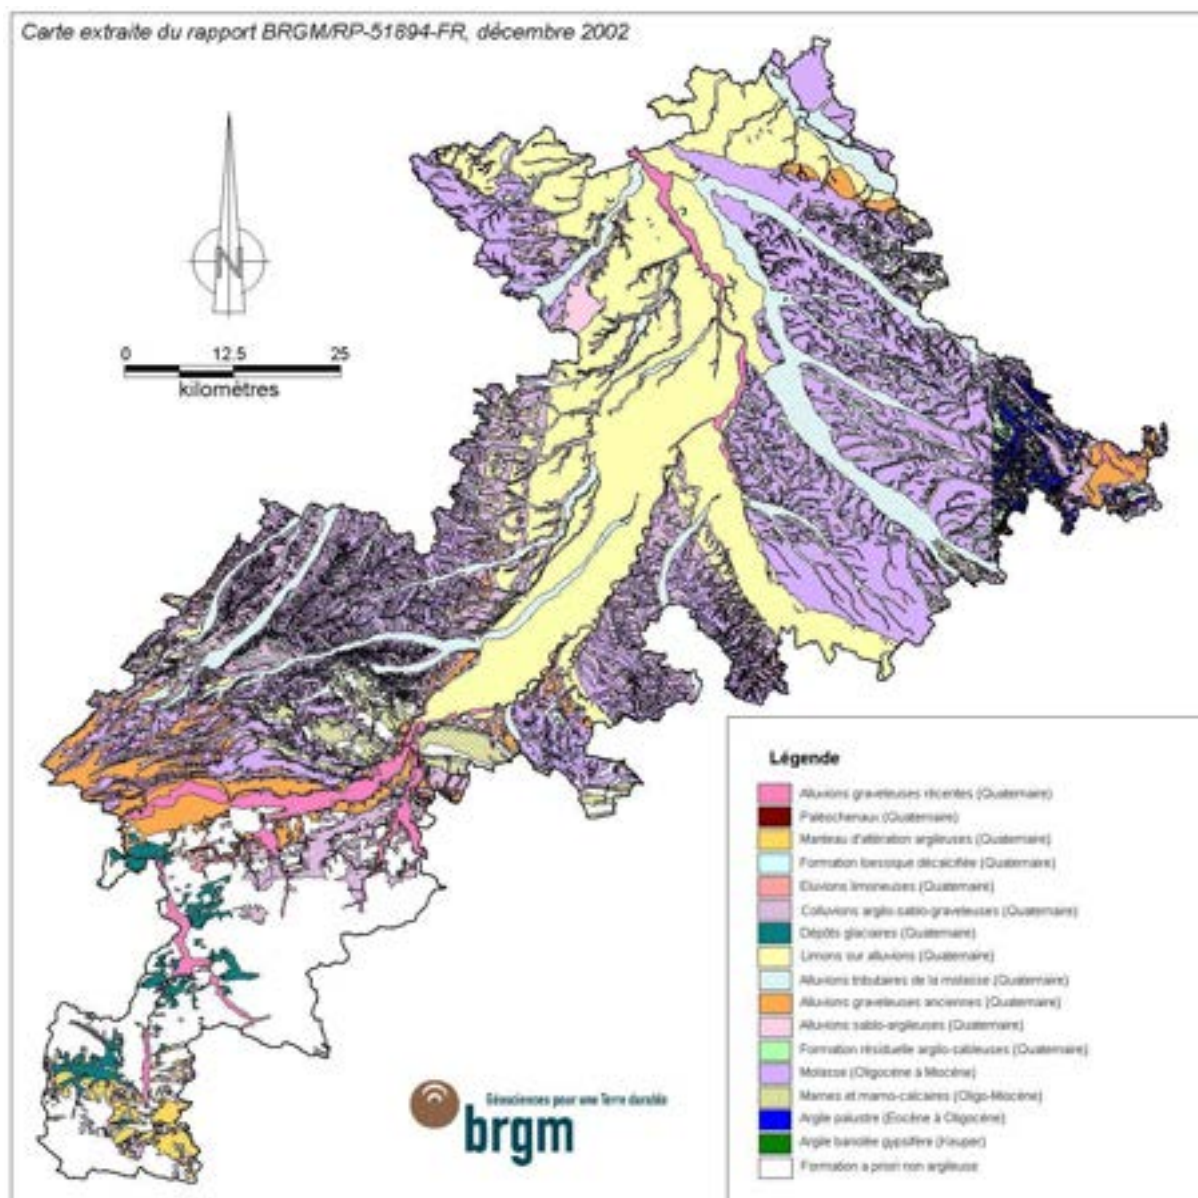 Carte extraite du rapport BRGM/RP-51894-FR, décembre 2002
N
0 12.5 25
kilomètres
Légende
Alluvions graveleuses récentes (Quaternaire)
Paléochenaux (Quaternaire)
Manteau d'altération argileuses (Quaternaire)
Formation loessique décalcifiée (Quaternaire)
Eluvions limoneuses (Quaternaire)
Colluvions argilo-sablo-graveleuses (Quaternaire)
Dépôts glaciaires (Quaternaire)
Limons sur alluvions (Quaternaire)
Alluvions tributaires de la molasse (Quaternaire)
Alluvions graveleuses anciennes (Quaternaire)
Alluvions sablo-argileuses (Quaternaire)
Formation résiduelle argilo-sableuses (Quaternaire)
Molasse (Oligocène à Miocène)
Marnes et marno-calcaires (Oligo-Miocène)
Argile palustre (Eocène à Oligocène)
Argile bariolée gypsifère (Keuper)
Formation a priori non argileuse
Géosciences pour une Terre durable
brgm